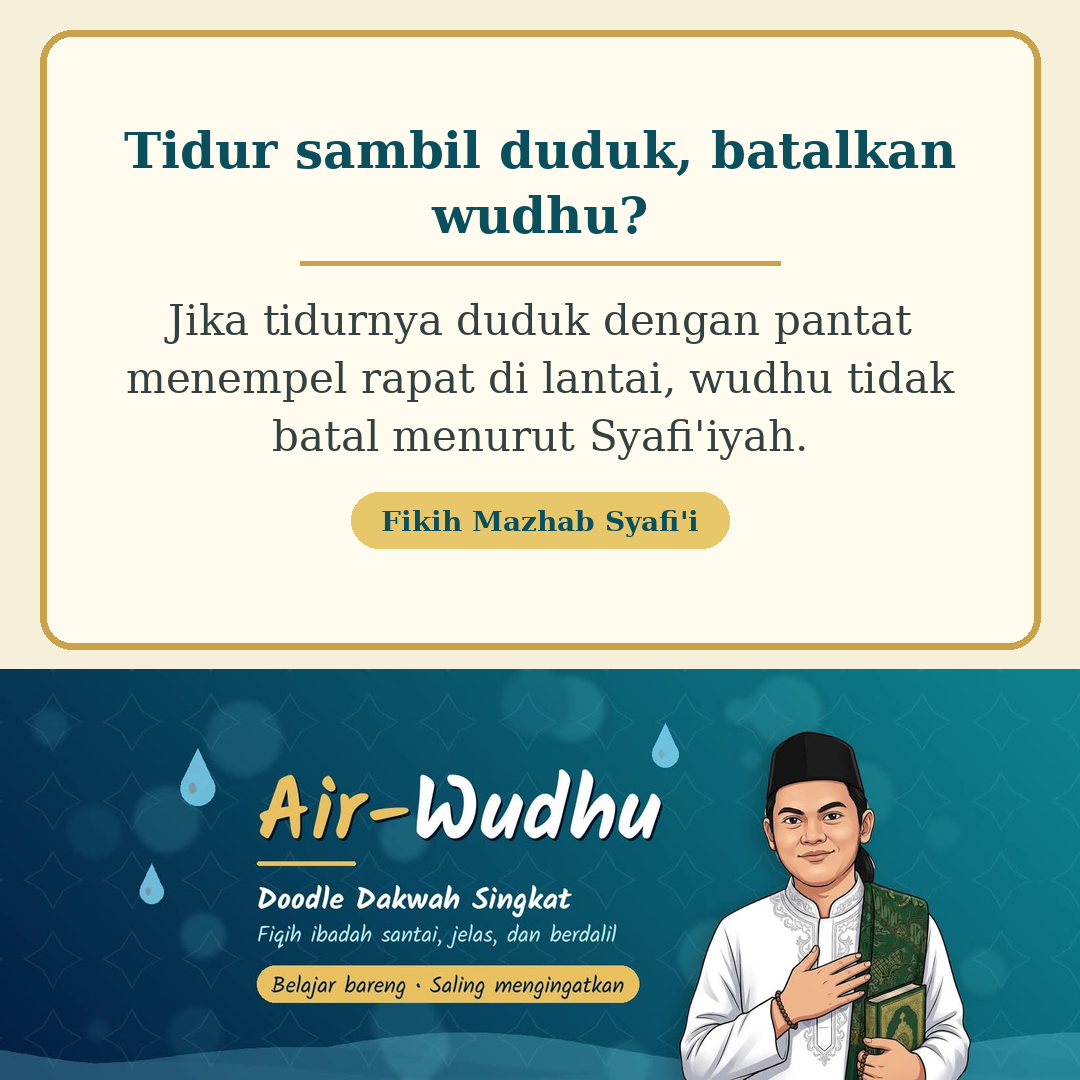 Tidur sambil duduk, batalkan
wudhu?
Jika tidurnya duduk dengan pantat
menempel rapat di lantai, wudhu tidak
batal menurut Syafi'iyah.
Fikih Mazhab Syafi'i
Air-Wudhu
Doodle Dakwah Singkat
Fiqih ibadah santai, jelas, dan berdalil
Belajar bareng • Saling mengingatkan